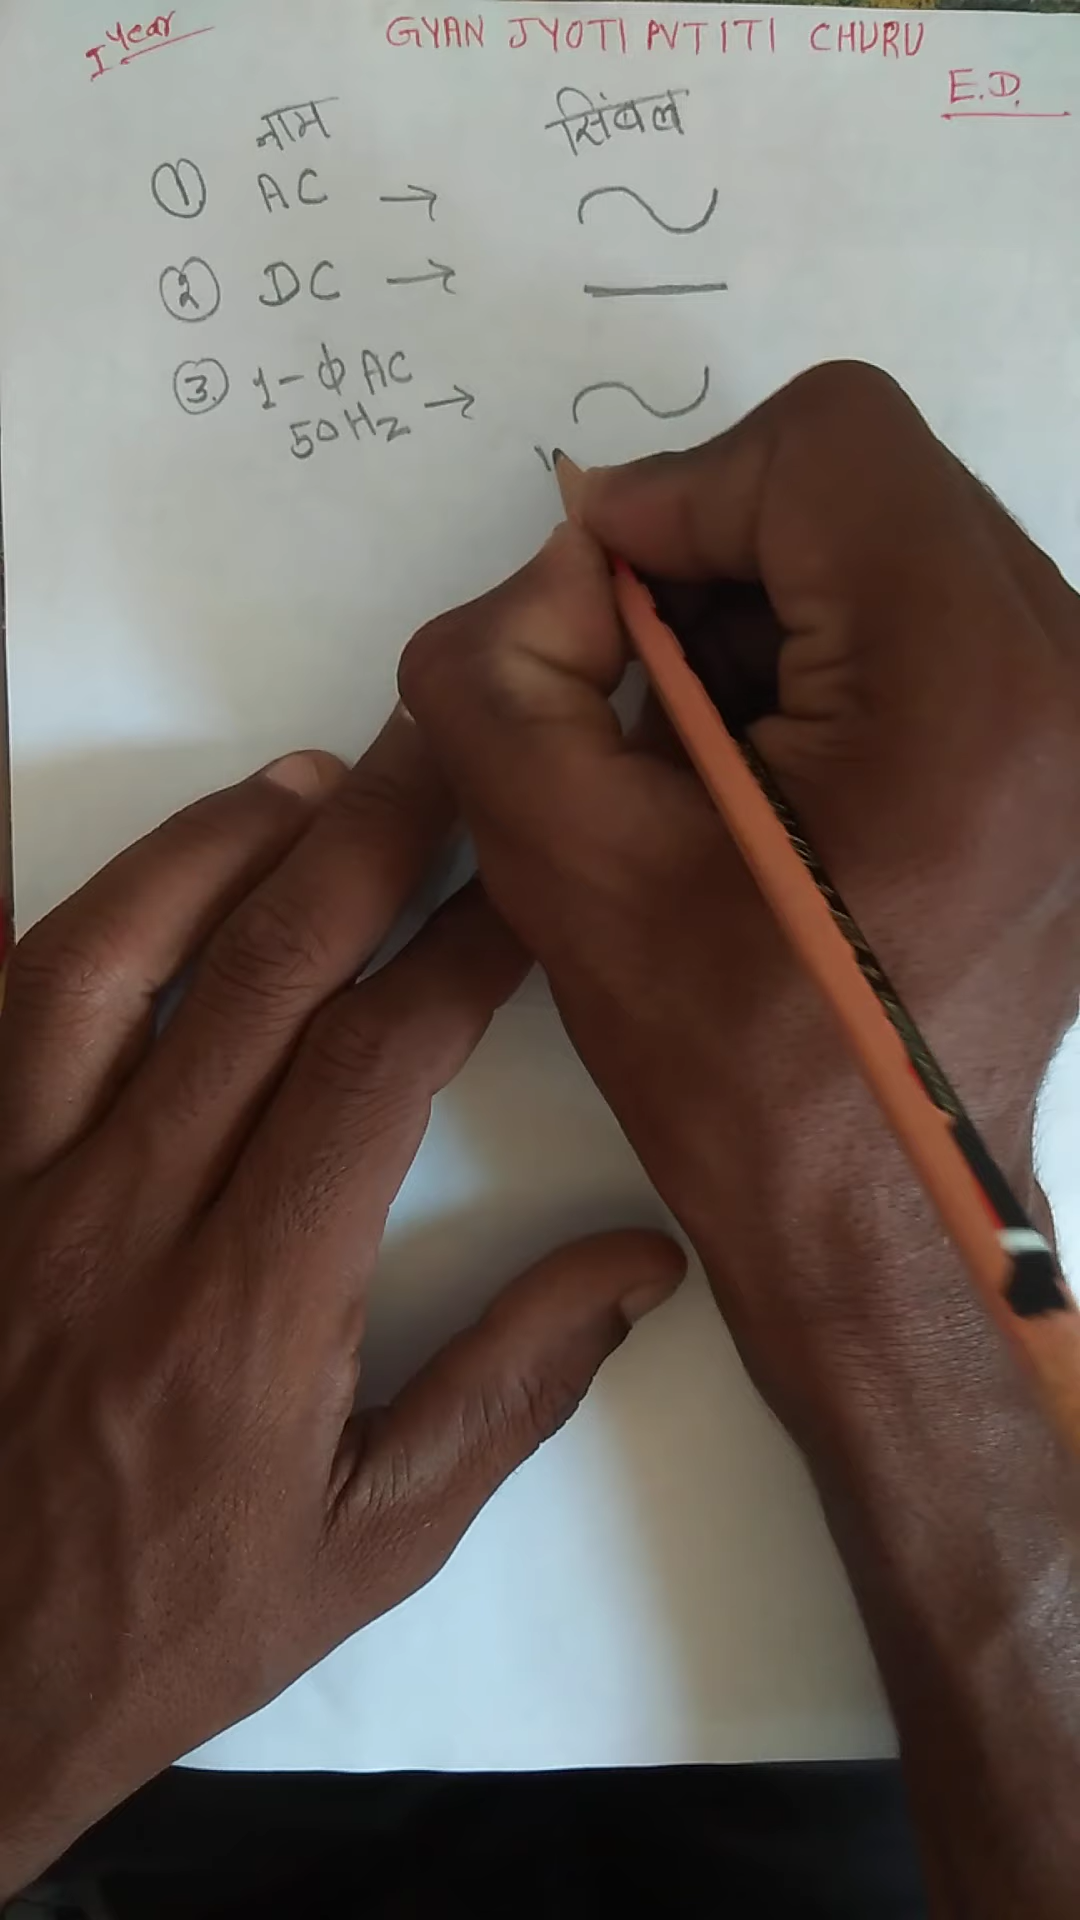 I Year
GYAN JYOTI PVT ITI CHURU
E.D.
नाम सिंबल
① AC → ~
② DC → —
③. 1-ϕ AC → ~
50Hz